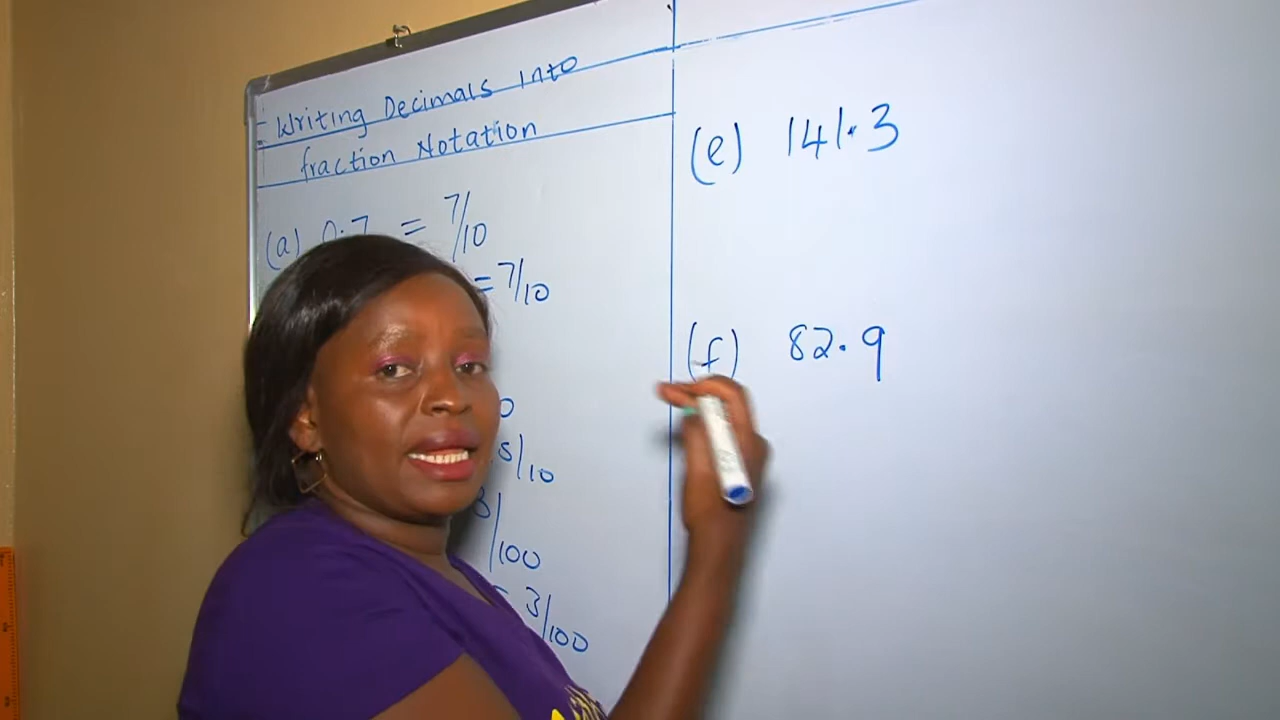 Writing Decimals Into
fraction Notation
(a) 0.7 = 7/10
= 7/10
5/10
/100
3/100
(e) 141.3
(f) 82.9